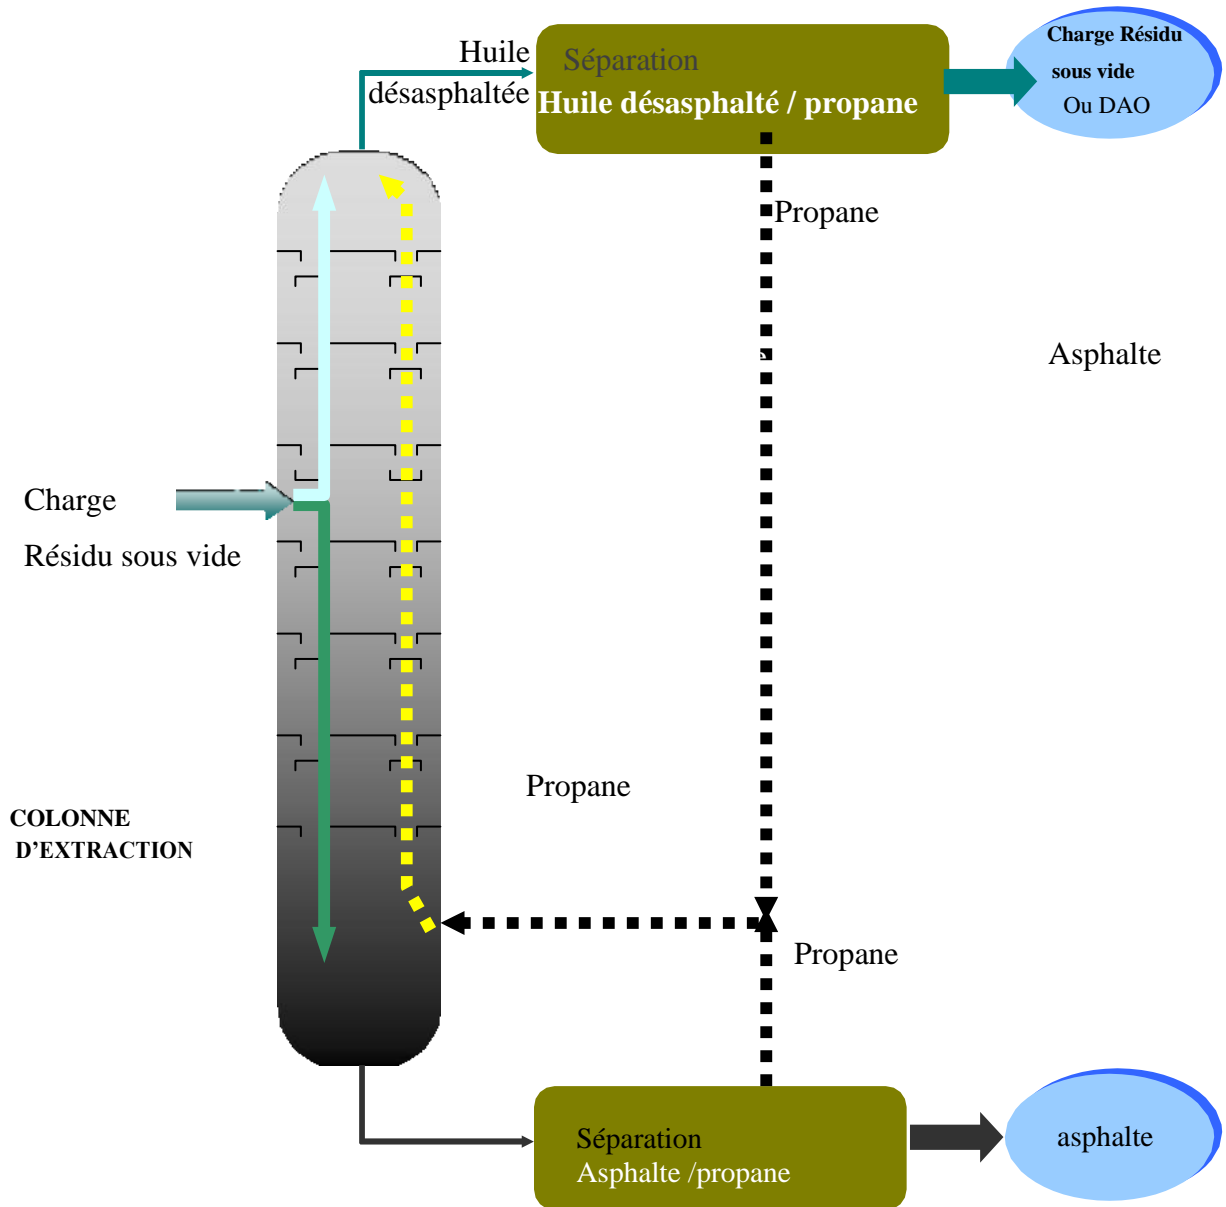 Huile
désasphaltée
Séparation
Huile désasphalté / propane
Charge Résidu
sous vide
Ou DAO
Propane
Asphalte
Charge
Résidu sous vide
Propane
COLONNE
D’EXTRACTION
Propane
Séparation
Asphalte /propane
asphalte